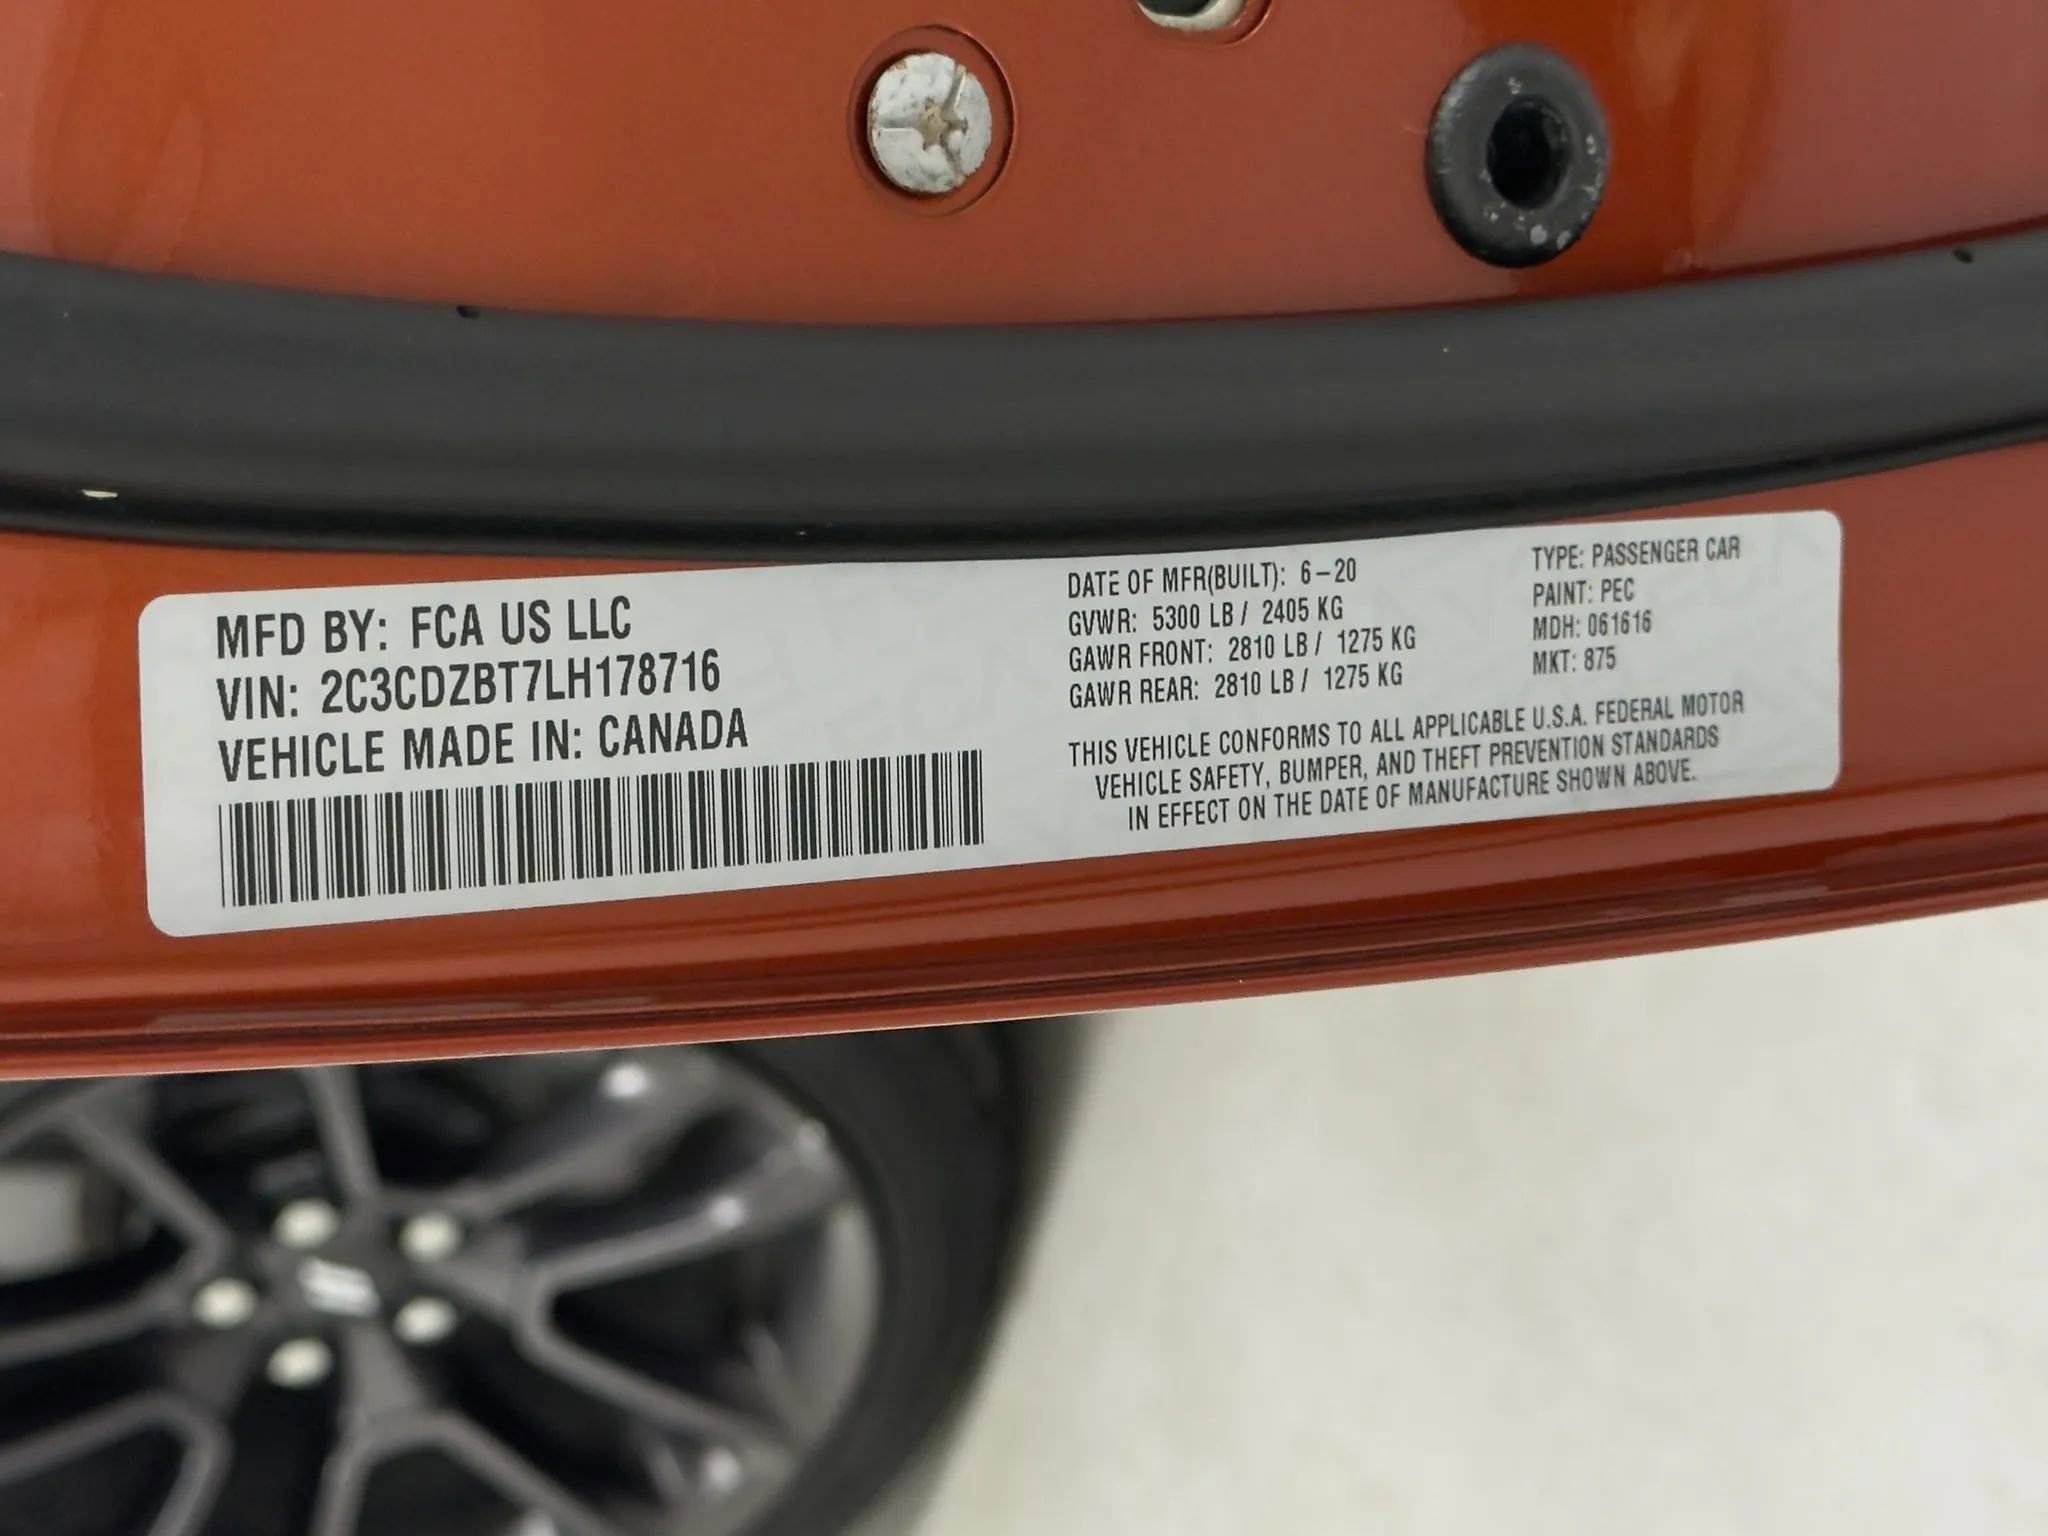 MFD BY: FCA US LLC
VIN: 2C3CDZBT7LH178716
VEHICLE MADE IN: CANADA
DATE OF MFR(BUILT): 6-20
GVWR: 5300 LB / 2405 KG
GAWR FRONT: 2810 LB / 1275 KG
GAWR REAR: 2810 LB / 1275 KG
TYPE: PASSENGER CAR
PAINT: PEC
MDH: 061616
MKT: 875
THIS VEHICLE CONFORMS TO ALL APPLICABLE U.S.A. FEDERAL MOTOR
VEHICLE SAFETY, BUMPER, AND THEFT PREVENTION STANDARDS
IN EFFECT ON THE DATE OF MANUFACTURE SHOWN ABOVE.